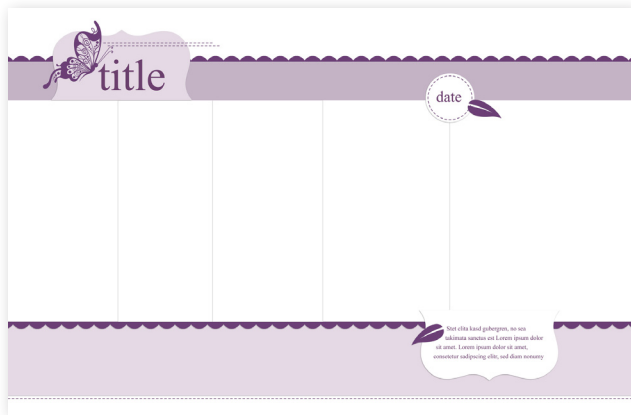 title
date
Stet clita kasd gubergren, no sea
takimata sanctus est Lorem ipsum dolor
sit amet. Lorem ipsum dolor sit amet,
consetetur sadipscing elitr, sed diam nonumy